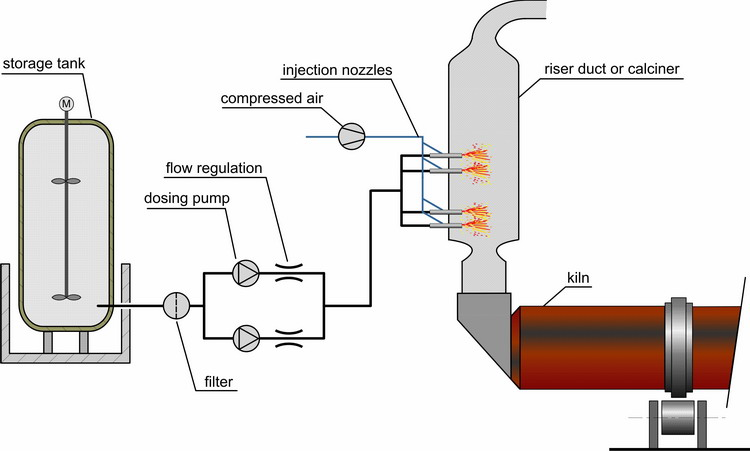 storage tank
M
injection nozzles
riser duct or calciner
compressed air
flow regulation
dosing pump
kiln
filter